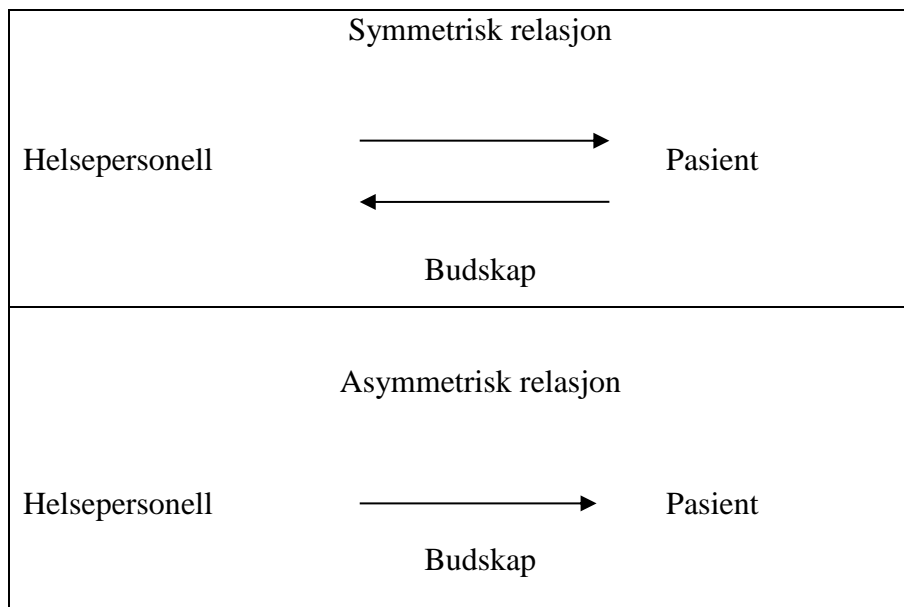 Symmetrisk relasjon
Helsepersonell Pasient
Budskap
Asymmetrisk relasjon
Helsepersonell Pasient
Budskap